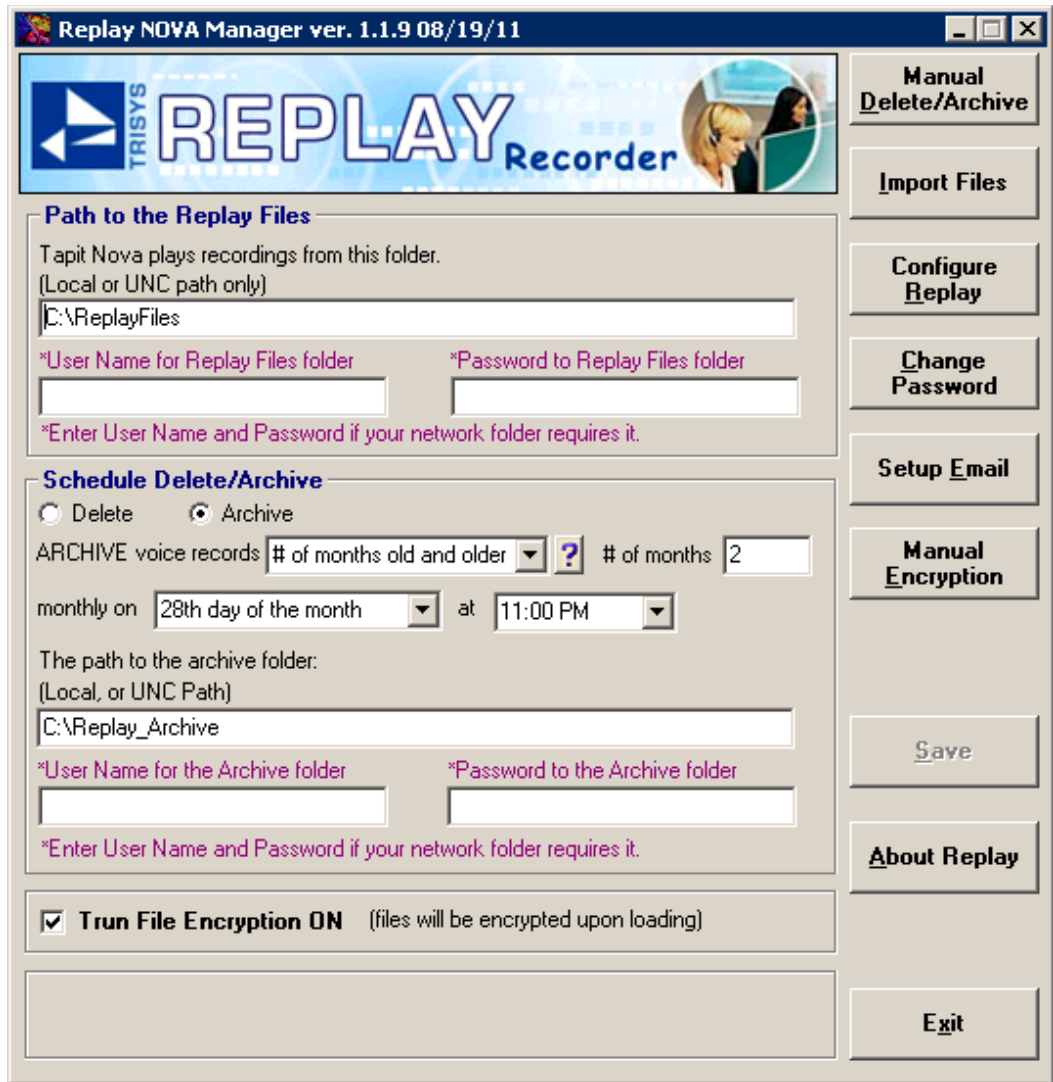 Replay NOVA Manager ver. 1.1.9 08/19/11
TRISYS
REPLAY
Recorder
Path to the Replay Files
Tapit Nova plays recordings from this folder.
(Local or UNC path only)
C:\ReplayFiles
*User Name for Replay Files folder *Password to Replay Files folder
*Enter User Name and Password if your network folder requires it.
Schedule Delete/Archive
Delete Archive
ARCHIVE voice records # of months old and older ? # of months 2
monthly on 28th day of the month at 11:00 PM
The path to the archive folder:
(Local, or UNC Path)
C:\Replay_Archive
*User Name for the Archive folder *Password to the Archive folder
*Enter User Name and Password if your network folder requires it.
Trun File Encryption ON (files will be encrypted upon loading)
Manual
Delete/Archive
Import Files
Configure
Replay
Change
Password
Setup Email
Manual
Encryption
Save
About Replay
Exit